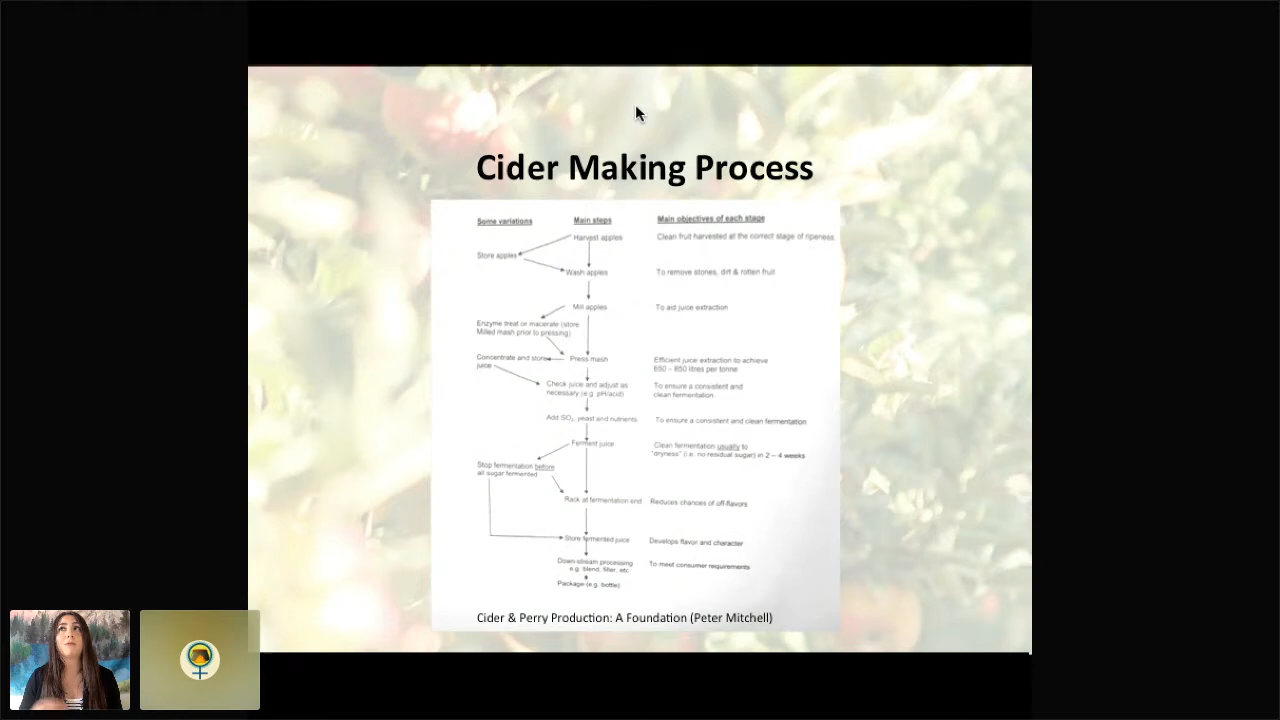 Cider Making Process
Some variations
Main steps
Main objectives of each stage
Harvest apples
Clean fruit harvested at the correct stage of ripeness.
Store apples
Wash apples
To remove stones, dirt & rotten fruit
Mill apples
To aid juice extraction
Enzyme treat or macerate (store
Milled mash prior to pressing)
Concentrate and store
juice
Press mash
Efficient juice extraction to achieve
650 – 850 litres per tonne
Check juice and adjust as
necessary (e.g. pH/acid)
To ensure a consistent and
clean fermentation.
Add SO₂, yeast and nutrients
To ensure a consistent and clean fermentation
Ferment juice
Clean fermentation usually to
"dryness" (i.e. no residual sugar) in 2 – 4 weeks
Stop fermentation before
all sugar fermented
Rack at fermentation end
Reduces chances of off-flavors
Store fermented juice
Develops flavor and character
Down-stream processing
e.g. blend, filter, etc
To meet consumer requirements
Package (e.g. bottle)
Cider & Perry Production: A Foundation (Peter Mitchell)